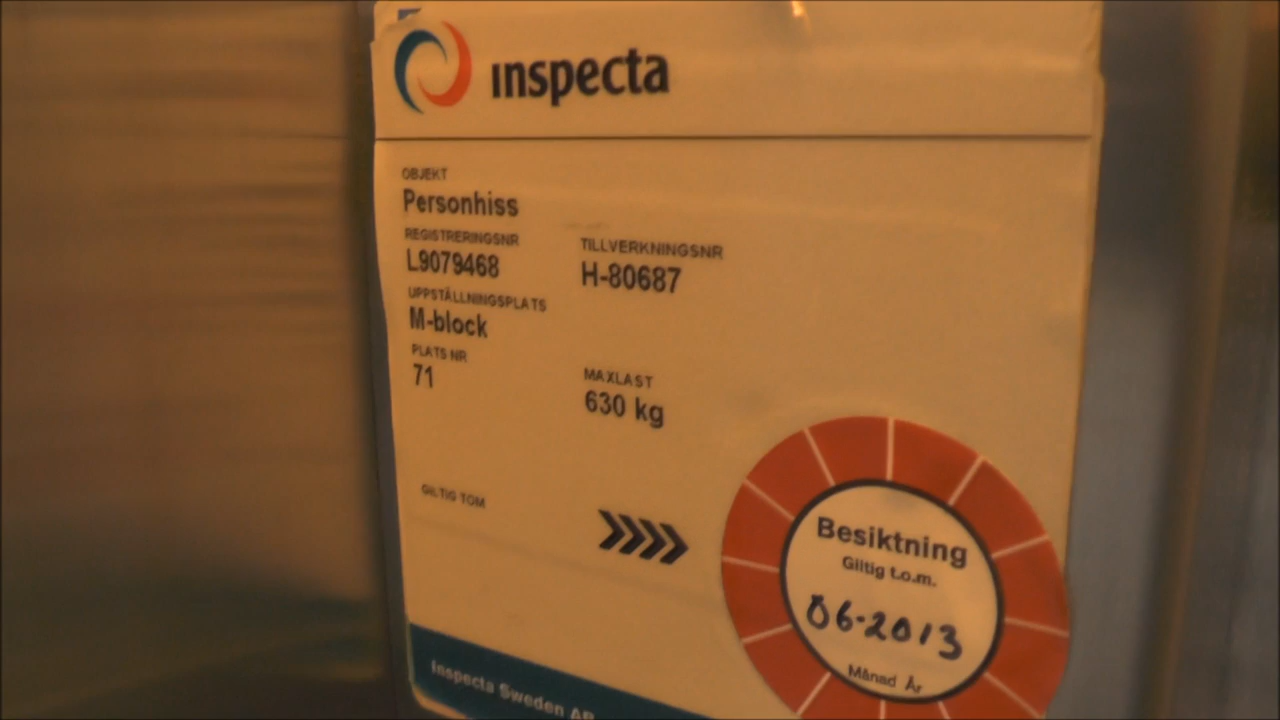 inspecta
OBJEKT
Personhiss
REGISTRERINGSNR
L9079468
TILLVERKNINGSNR
H-80687
UPPSTÄLLNINGSPLATS
M-block
PLATS NR
71
MAXLAST
630 kg
GILTIG TOM
Besiktning
Giltig t.o.m.
06-2013
Månad År
Inspecta Sweden AB